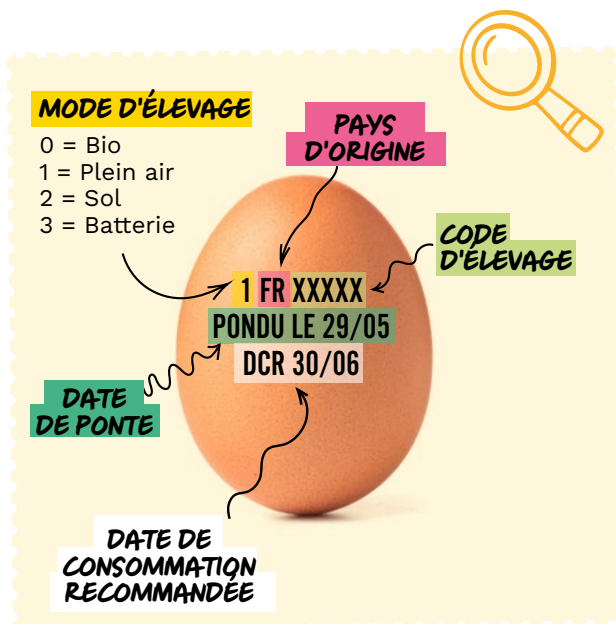 MODE D'ÉLEVAGE
0 = Bio
1 = Plein air
2 = Sol
3 = Batterie
PAYS
D'ORIGINE
CODE
D'ÉLEVAGE
1 FR XXXXX
PONDU LE 29/05
DCR 30/06
DATE
DE PONTE
DATE DE
CONSOMMATION
RECOMMANDÉE